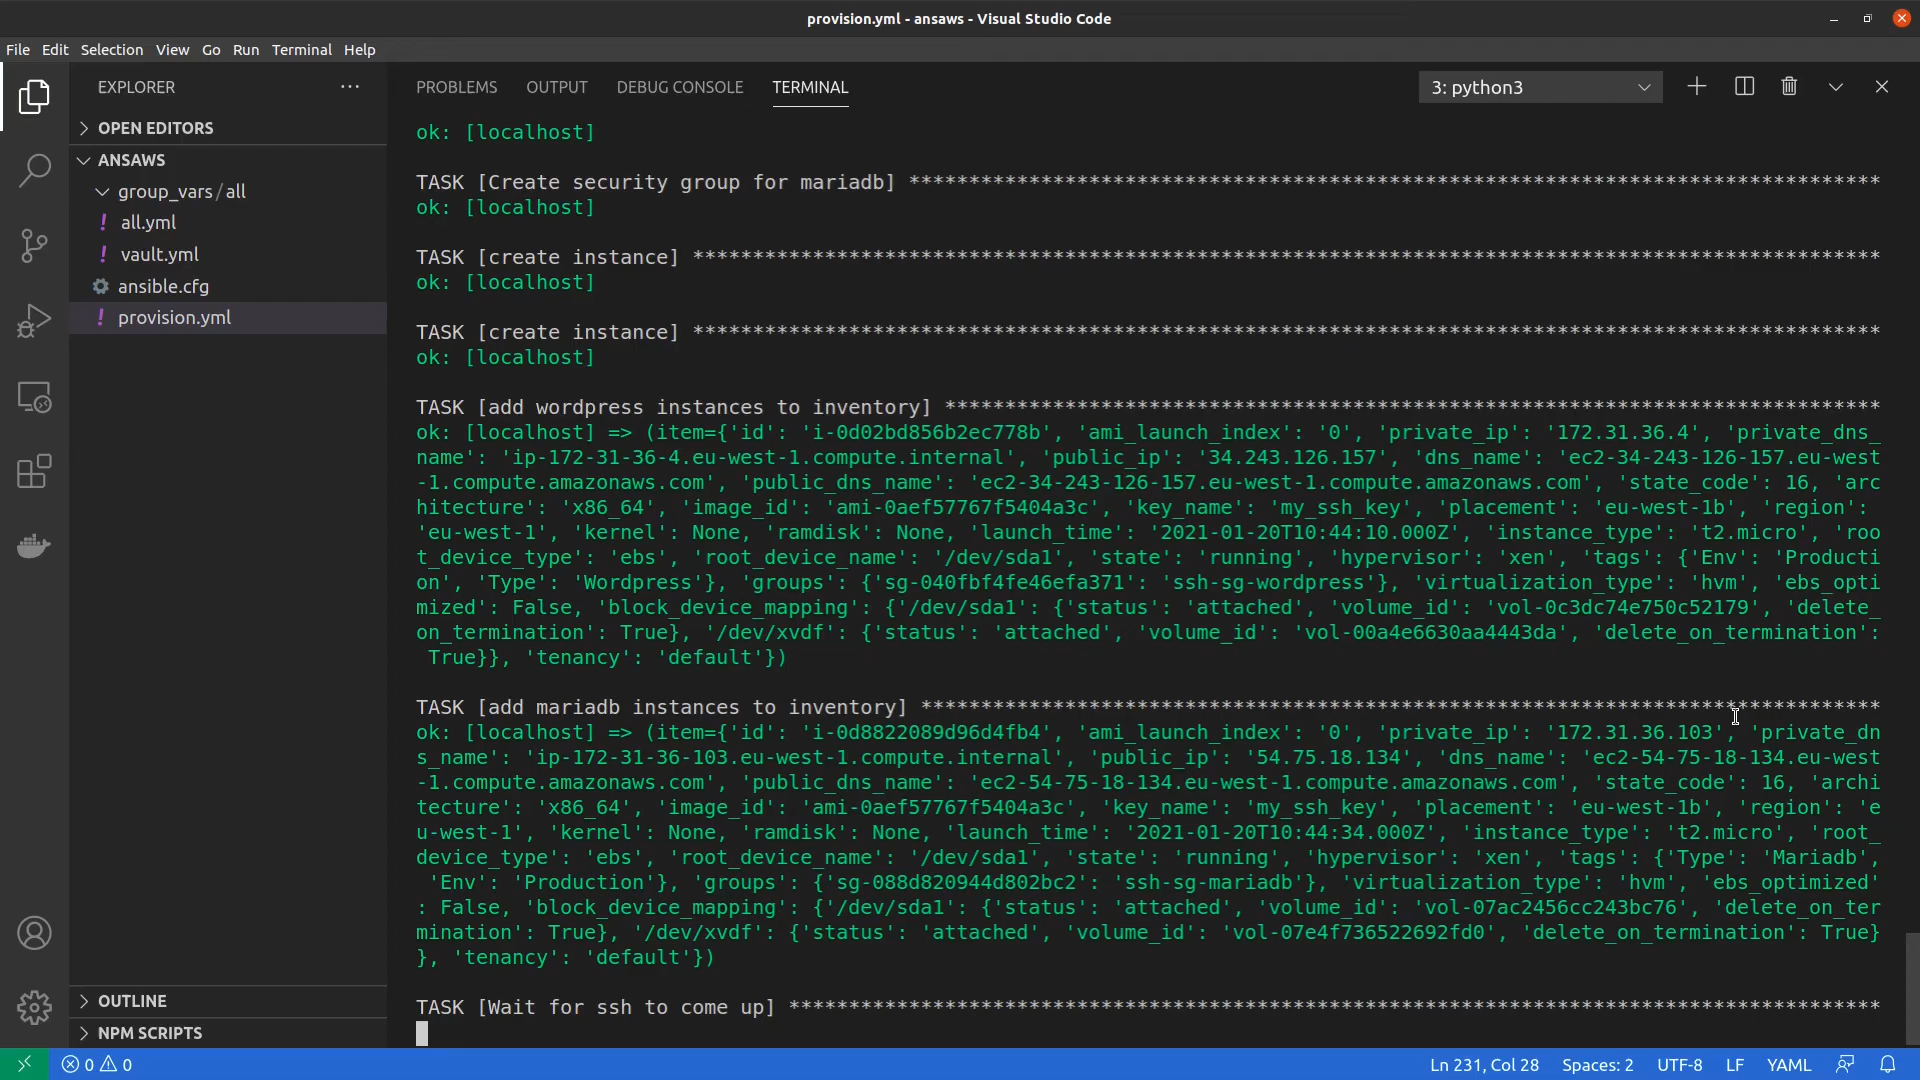 provision.yml - ansaws - Visual Studio Code
File Edit Selection View Go Run Terminal Help
EXPLORER
OPEN EDITORS
ANSAWS
group_vars/all
all.yml
vault.yml
ansible.cfg
provision.yml
OUTLINE
NPM SCRIPTS
PROBLEMS OUTPUT DEBUG CONSOLE TERMINAL
3: python3
ok: [localhost]
TASK [Create security group for mariadb] *********************************************************************************
ok: [localhost]
TASK [create instance] ***************************************************************************************************
ok: [localhost]
TASK [create instance] ***************************************************************************************************
ok: [localhost]
TASK [add wordpress instances to inventory] ******************************************************************************
ok: [localhost] => (item={'id': 'i-0d02bd856b2ec778b', 'ami_launch_index': '0', 'private_ip': '172.31.36.4', 'private_dns_
name': 'ip-172-31-36-4.eu-west-1.compute.internal', 'public_ip': '34.243.126.157', 'dns_name': 'ec2-34-243-126-157.eu-west
-1.compute.amazonaws.com', 'public_dns_name': 'ec2-34-243-126-157.eu-west-1.compute.amazonaws.com', 'state_code': 16, 'arc
hitecture': 'x86_64', 'image_id': 'ami-0aef57767f5404a3c', 'key_name': 'my_ssh_key', 'placement': 'eu-west-1b', 'region':
'eu-west-1', 'kernel': None, 'ramdisk': None, 'launch_time': '2021-01-20T10:44:10.000Z', 'instance_type': 't2.micro', 'roo
t_device_type': 'ebs', 'root_device_name': '/dev/sda1', 'state': 'running', 'hypervisor': 'xen', 'tags': {'Env': 'Producti
on', 'Type': 'Wordpress'}, 'groups': {'sg-040fbf4fe46efa371': 'ssh-sg-wordpress'}, 'virtualization_type': 'hvm', 'ebs_opti
mized': False, 'block_device_mapping': {'/dev/sda1': {'status': 'attached', 'volume_id': 'vol-0c3dc74e750c52179', 'delete_
on_termination': True}, '/dev/xvdf': {'status': 'attached', 'volume_id': 'vol-00a4e6630aa4443da', 'delete_on_termination':
True}}, 'tenancy': 'default'})
TASK [add mariadb instances to inventory] ********************************************************************************
ok: [localhost] => (item={'id': 'i-0d8822089d96d4fb4', 'ami_launch_index': '0', 'private_ip': '172.31.36.103', 'private_dn
s_name': 'ip-172-31-36-103.eu-west-1.compute.internal', 'public_ip': '54.75.18.134', 'dns_name': 'ec2-54-75-18-134.eu-west
-1.compute.amazonaws.com', 'public_dns_name': 'ec2-54-75-18-134.eu-west-1.compute.amazonaws.com', 'state_code': 16, 'archi
tecture': 'x86_64', 'image_id': 'ami-0aef57767f5404a3c', 'key_name': 'my_ssh_key', 'placement': 'eu-west-1b', 'region': 'e
u-west-1', 'kernel': None, 'ramdisk': None, 'launch_time': '2021-01-20T10:44:34.000Z', 'instance_type': 't2.micro', 'root_
device_type': 'ebs', 'root_device_name': '/dev/sda1', 'state': 'running', 'hypervisor': 'xen', 'tags': {'Type': 'Mariadb',
'Env': 'Production'}, 'groups': {'sg-088d820944d802bc2': 'ssh-sg-mariadb'}, 'virtualization_type': 'hvm', 'ebs_optimized'
: False, 'block_device_mapping': {'/dev/sda1': {'status': 'attached', 'volume_id': 'vol-07ac2456cc243bc76', 'delete_on_ter
mination': True}, '/dev/xvdf': {'status': 'attached', 'volume_id': 'vol-07e4f736522692fd0', 'delete_on_termination': True}
}, 'tenancy': 'default'})
TASK [Wait for ssh to come up] *******************************************************************************************
0 0
Ln 231, Col 28 Spaces: 2 UTF-8 LF YAML